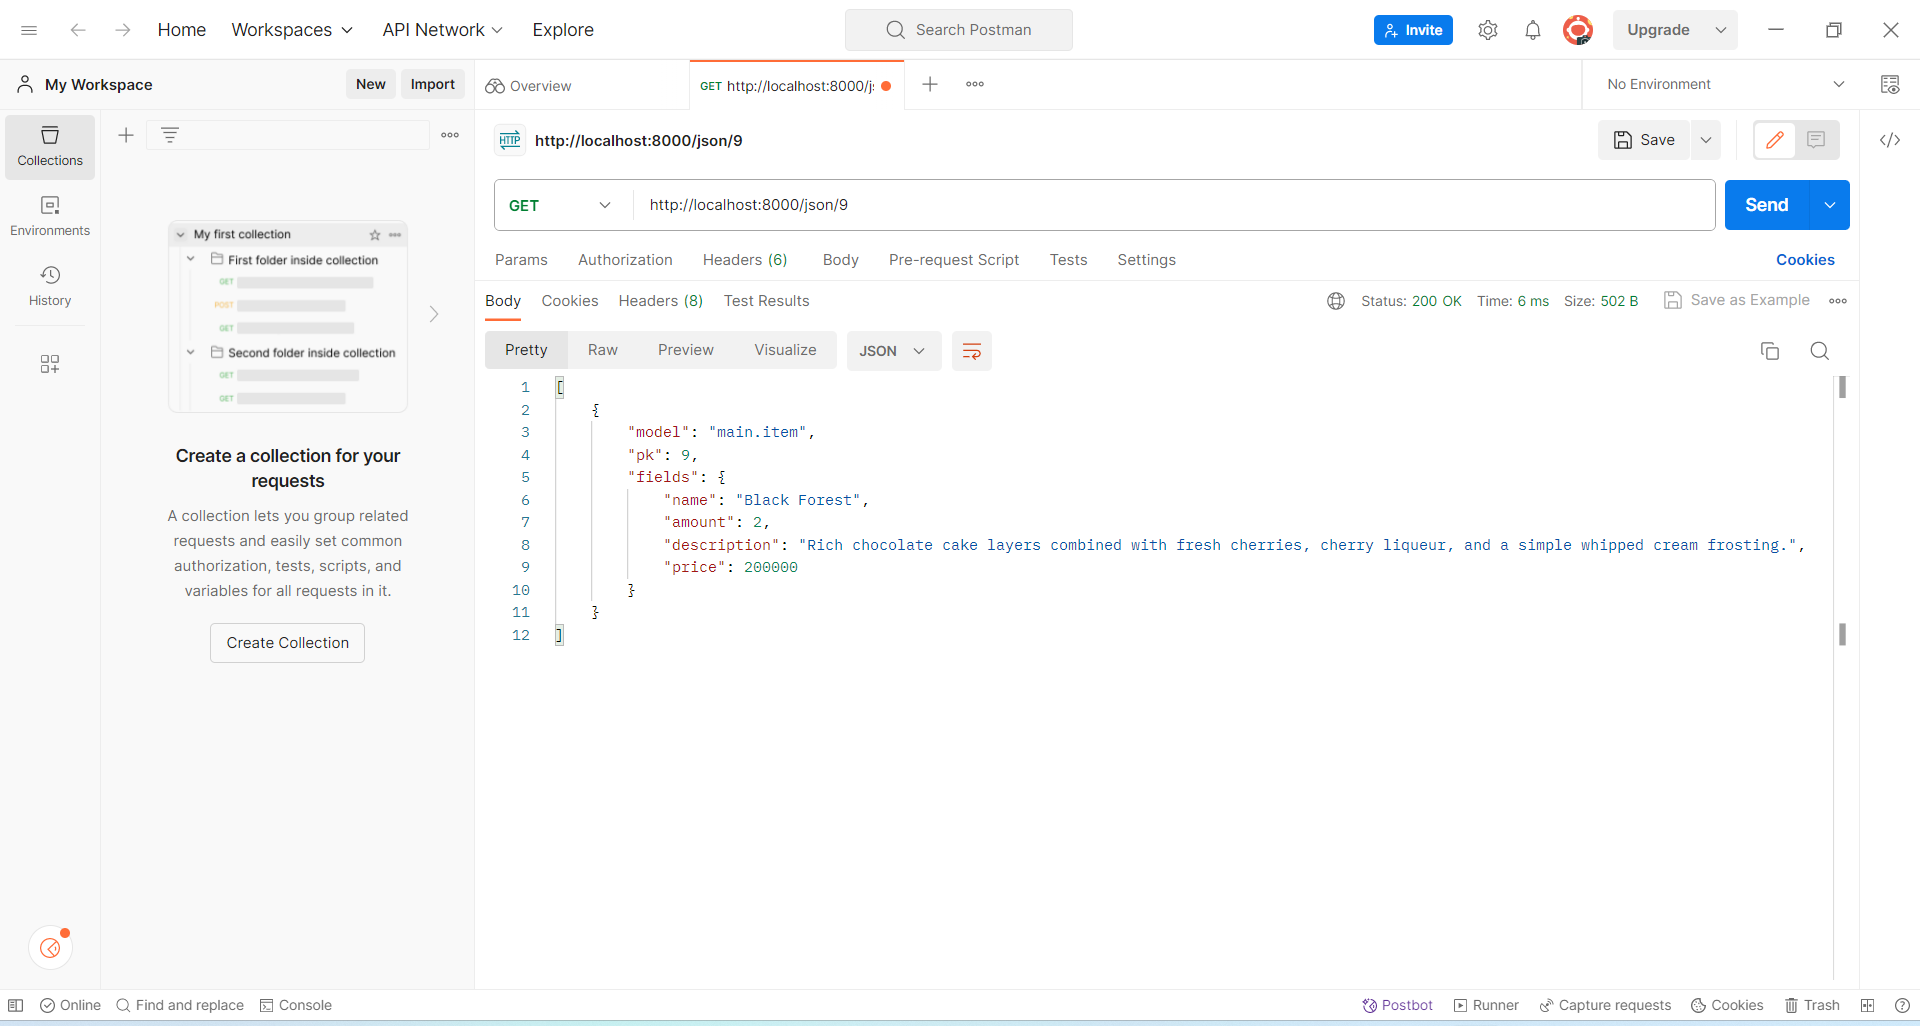 Home Workspaces API Network Explore Search Postman Invite Upgrade
My Workspace New Import Overview GET http://localhost:8000/j No Environment
Collections
Environments
History
My first collection
First folder inside collection
GET
POST
GET
Second folder inside collection
GET
GET
Create a collection for your
requests
A collection lets you group related
requests and easily set common
authorization, tests, scripts, and
variables for all requests in it.
Create Collection
HTTP http://localhost:8000/json/9 Save
GET http://localhost:8000/json/9 Send
Params Authorization Headers (6) Body Pre-request Script Tests Settings Cookies
Body Cookies Headers (8) Test Results Status: 200 OK Time: 6 ms Size: 502 B Save as Example
Pretty Raw Preview Visualize JSON
1 [
2 {
3 "model": "main.item",
4 "pk": 9,
5 "fields": {
6 "name": "Black Forest",
7 "amount": 2,
8 "description": "Rich chocolate cake layers combined with fresh cherries, cherry liqueur, and a simple whipped cream frosting.",
9 "price": 200000
10 }
11 }
12 ]
Online Find and replace Console Postbot Runner Capture requests Cookies Trash